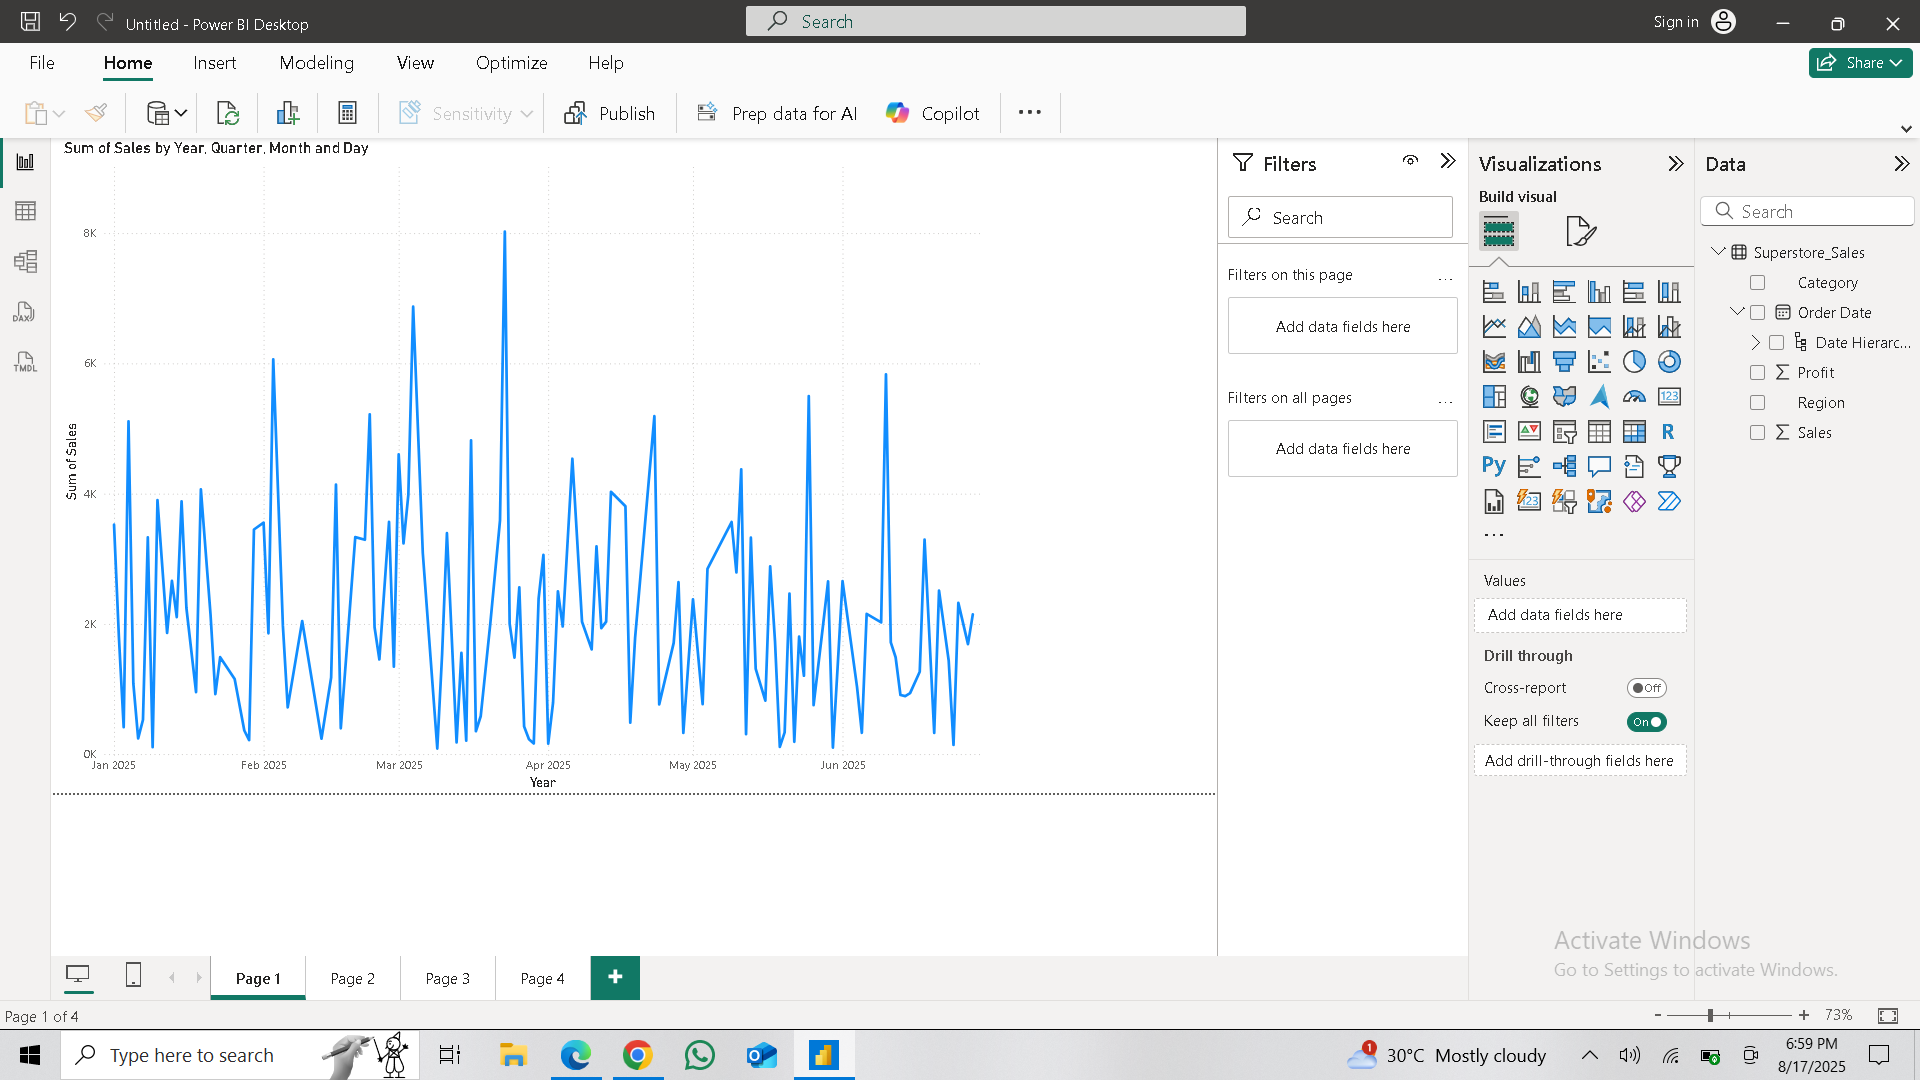 Untitled - Power BI Desktop
Search
Sign in
File
Home
Insert
Modeling
View
Optimize
Help
Share
Sensitivity
Publish
Prep data for AI
Copilot
Sum of Sales by Year, Quarter, Month and Day
8K
6K
4K
2K
0K
Sum of Sales
Jan 2025
Feb 2025
Mar 2025
Apr 2025
May 2025
Jun 2025
Year
DAX
TMDL
Filters
Search
Filters on this page
...
Add data fields here
Filters on all pages
...
Add data fields here
Visualizations
Build visual
123
R
Py
123
...
Values
Add data fields here
Drill through
Cross-report
Off
Keep all filters
On
Add drill-through fields here
Data
Search
Superstore_Sales
Category
Order Date
Date Hierarc...
Profit
Region
Sales
Activate Windows
Go to Settings to activate Windows.
Page 1
Page 2
Page 3
Page 4
+
Page 1 of 4
- + 73%
Type here to search
1
30°C Mostly cloudy
6:59 PM
8/17/2025